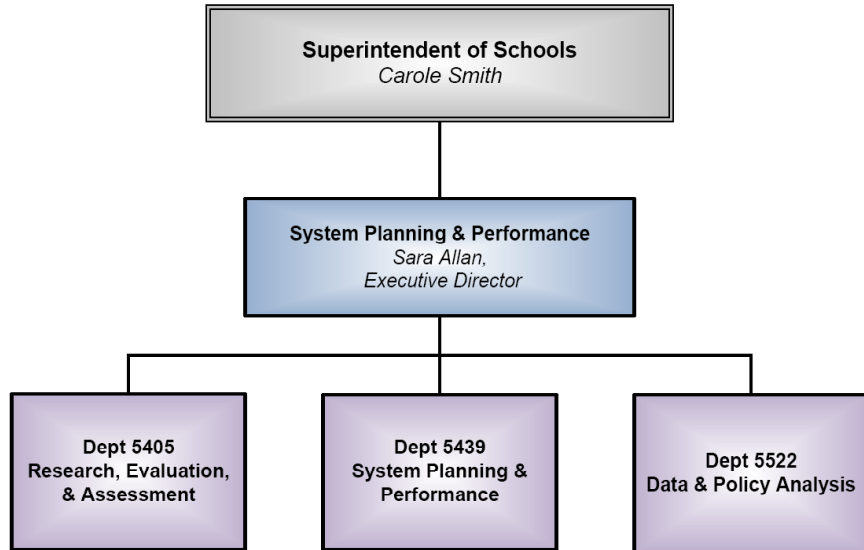 Superintendent of Schools
Carole Smith
System Planning & Performance
Sara Allan,
Executive Director
Dept 5405
Research, Evaluation,
& Assessment
Dept 5439
System Planning &
Performance
Dept 5522
Data & Policy Analysis